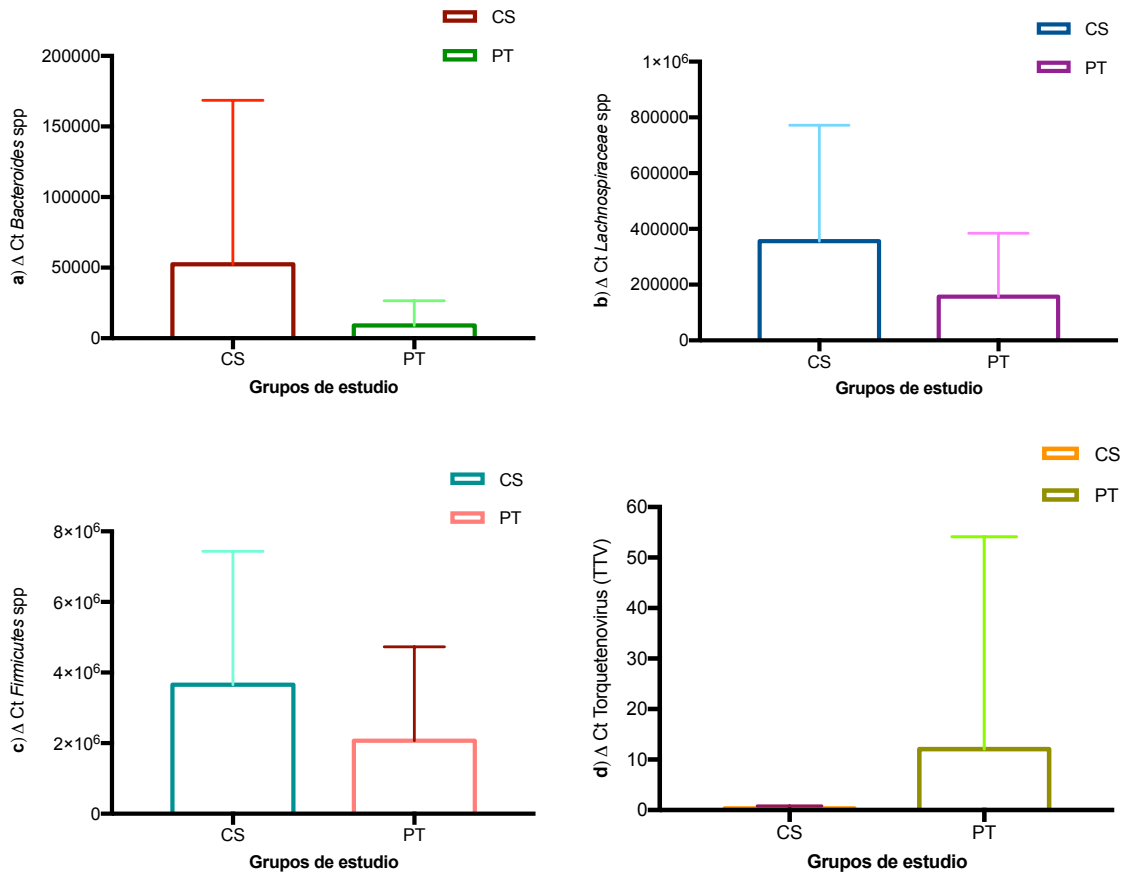 CS
PT
a) Δ Ct Bacteroides spp
200000
150000
100000
50000
0
CS PT
Grupos de estudio
CS
PT
b) Δ Ct Lachnospiraceae spp
1×10⁶
800000
600000
400000
200000
0
CS PT
Grupos de estudio
CS
PT
c) Δ Ct Firmicutes spp
8×10⁶
6×10⁶
4×10⁶
2×10⁶
0
CS PT
Grupos de estudio
CS
PT
d) Δ Ct Torquetenovirus (TTV)
60
50
40
30
20
10
0
CS PT
Grupos de estudio